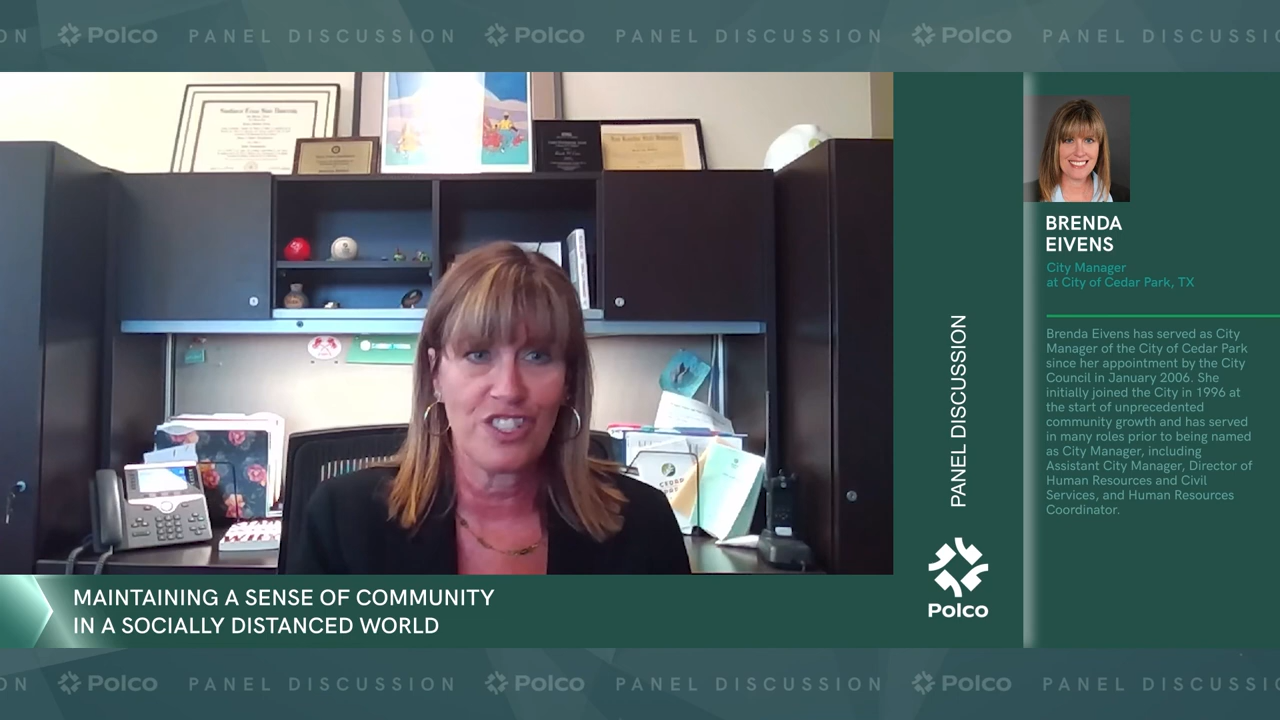 Polco PANEL DISCUSSION Polco PANEL DISCUSSION Polco PANEL DISCUSSIO
BRENDA
EIVENS
City Manager
at City of Cedar Park, TX
Brenda Eivens has served as City
Manager of the City of Cedar Park
since her appointment by the City
Council in January 2006. She
initially joined the City in 1996 at
the start of unprecedented
community growth and has served
in many roles prior to being named
as City Manager, including
Assistant City Manager, Director of
Human Resources and Civil
Services, and Human Resources
Coordinator.
PANEL DISCUSSION
Polco
MAINTAINING A SENSE OF COMMUNITY
IN A SOCIALLY DISTANCED WORLD
Polco PANEL DISCUSSION Polco PANEL DISCUSSION Polco PANEL DISCUSSIO